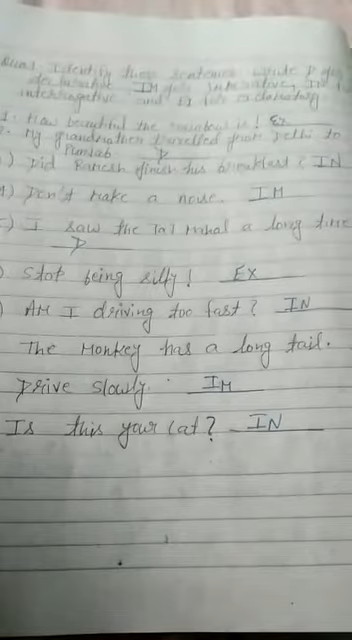 Ques1 Identify these sentences write D for
declarative, IM for imperative, IN
interrogative and EX for exclamatory
1. How beautiful the rainbow is! Ex
2. My grandmother travelled from Delhi to
Punjab D
) Did Ramesh finish his breakfast? IN
4) Don't make a noise. IM
5) I saw the Taj Mahal a long time
D
) Stop being silly! EX
) AM I driving too fast? IN
The Monkey has a long tail.
Drive slowly. IM
Is this your cat? IN